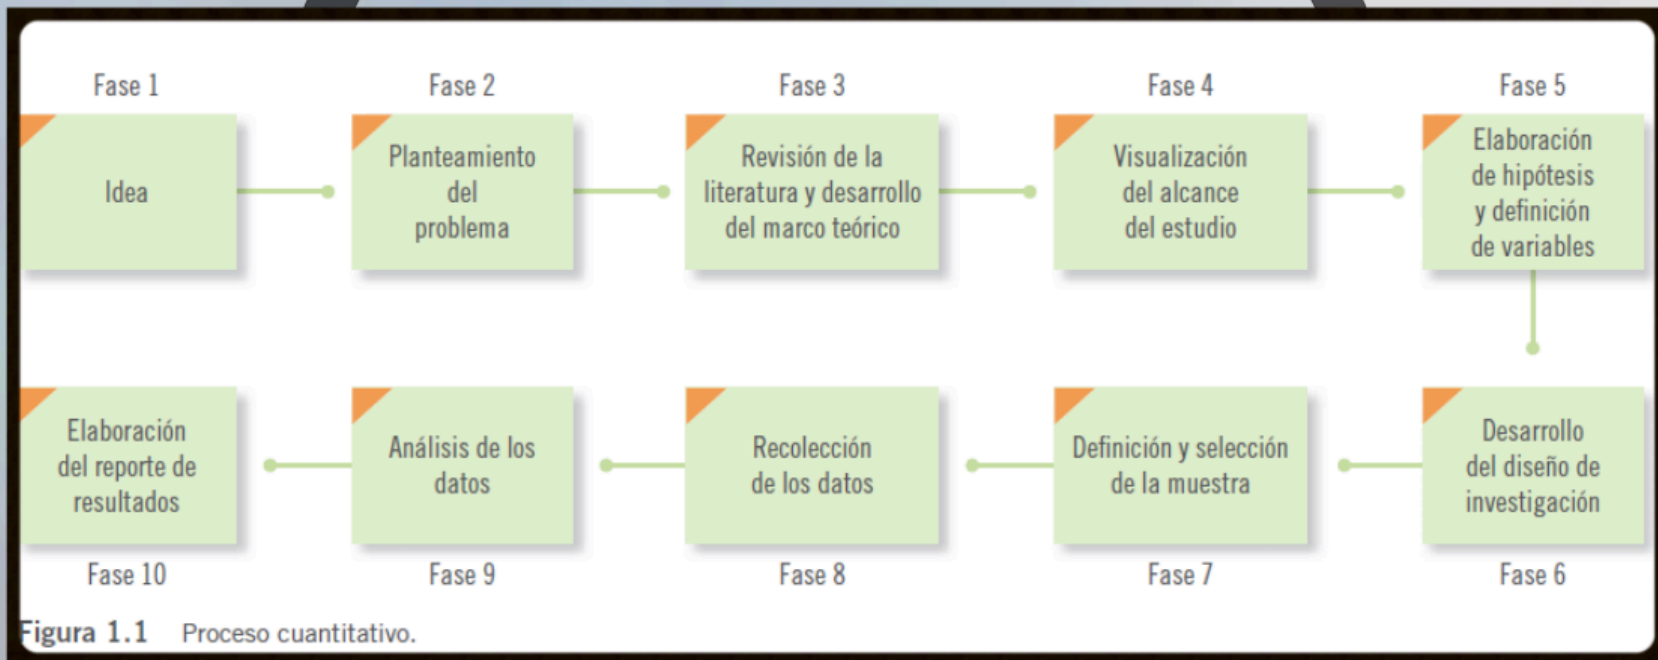 Fase 1
Idea
Fase 2
Planteamiento
del
problema
Fase 3
Revisión de la
literatura y desarrollo
del marco teórico
Fase 4
Visualización
del alcance
del estudio
Fase 5
Elaboración
de hipótesis
y definición
de variables
Desarrollo
del diseño de
investigación
Fase 6
Definición y selección
de la muestra
Fase 7
Recolección
de los datos
Fase 8
Análisis de los
datos
Fase 9
Elaboración
del reporte de
resultados
Fase 10
Figura 1.1 Proceso cuantitativo.